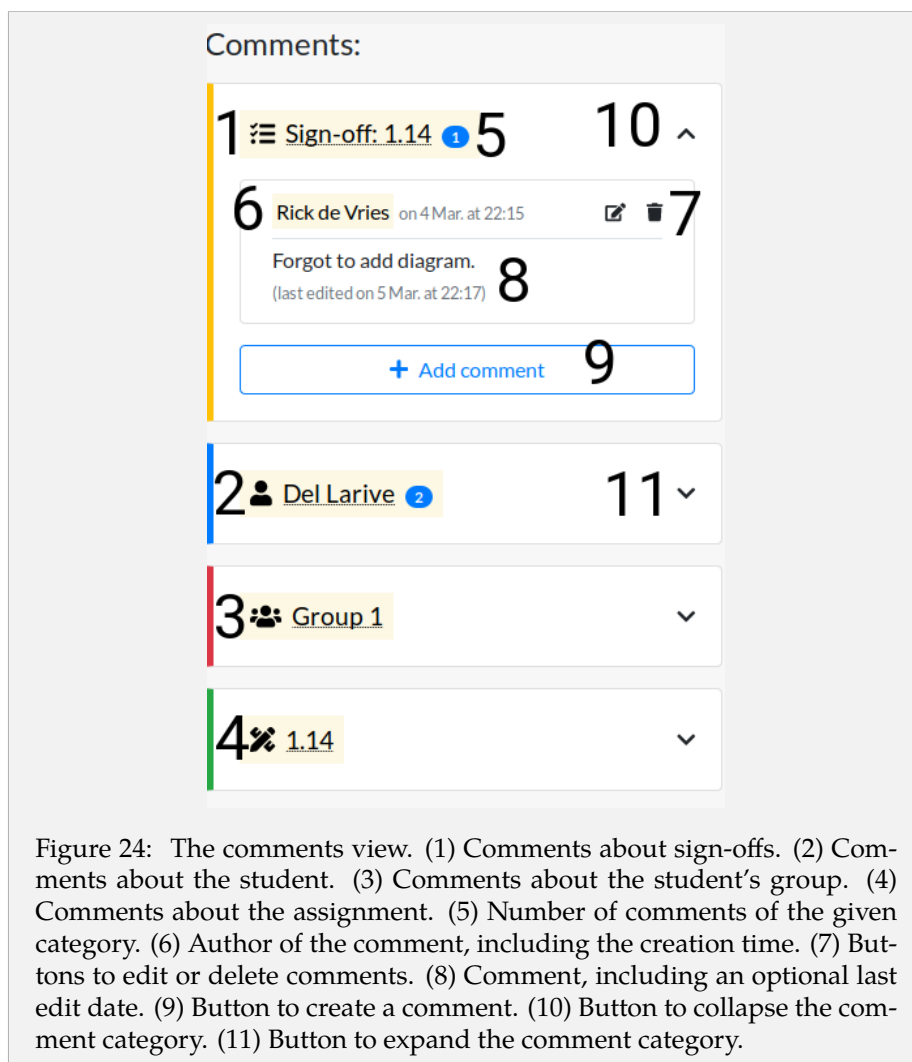 Comments:
1 Sign-off: 1.14 1 5 10
6 Rick de Vries on 4 Mar. at 22:15 7
Forgot to add diagram.
(last edited on 5 Mar. at 22:17) 8
+ Add comment 9
2 Del Larive 2 11
3 Group 1
4 1.14
Figure 24: The comments view. (1) Comments about sign-offs. (2) Com-
ments about the student. (3) Comments about the student's group. (4)
Comments about the assignment. (5) Number of comments of the given
category. (6) Author of the comment, including the creation time. (7) But-
tons to edit or delete comments. (8) Comment, including an optional last
edit date. (9) Button to create a comment. (10) Button to collapse the com-
ment category. (11) Button to expand the comment category.